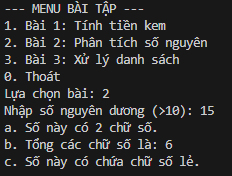 --- MENU BÀI TẬP ---
1. Bài 1: Tính tiền kem
2. Bài 2: Phân tích số nguyên
3. Bài 3: Xử lý danh sách
0. Thoát
Lựa chọn bài: 2
Nhập số nguyên dương (>10): 15
a. Số này có 2 chữ số.
b. Tổng các chữ số là: 6
c. Số này có chứa chữ số lẻ.